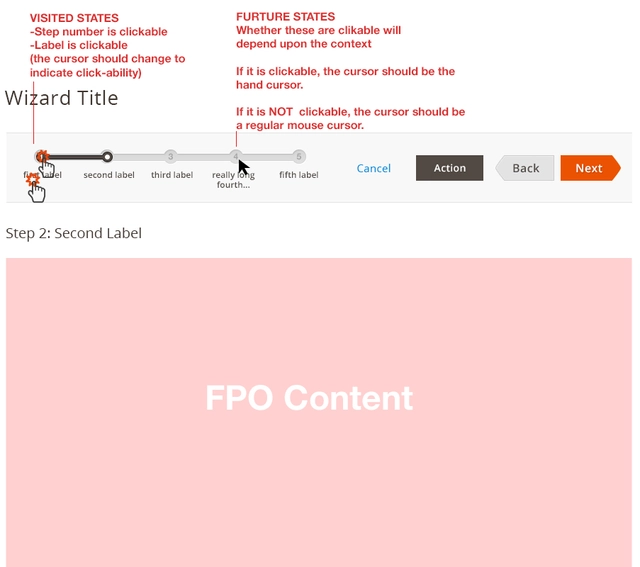 VISITED STATES
-Step number is clickable
-Label is clickable
(the cursor should change to
indicate click-ability)
FURTURE STATES
Whether these are clikable will
depend upon the context
If it is clickable, the cursor should be the
hand cursor.
If it is NOT clickable, the cursor should be
a regular mouse cursor.
Wizard Title
3
4
5
first label
second label
third label
really long
fourth...
fifth label
Cancel
Action
Back
Next
Step 2: Second Label
FPO Content